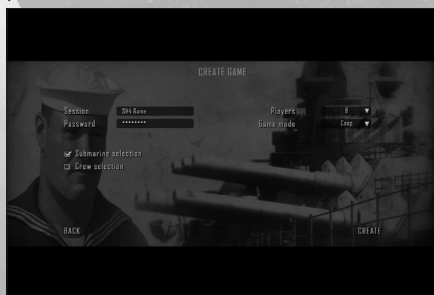 CREATE GAME
Session SH4 Game Players 8
Password •••••••• Game mode Coop
Submarine selection
Crew selection
BACK CREATE